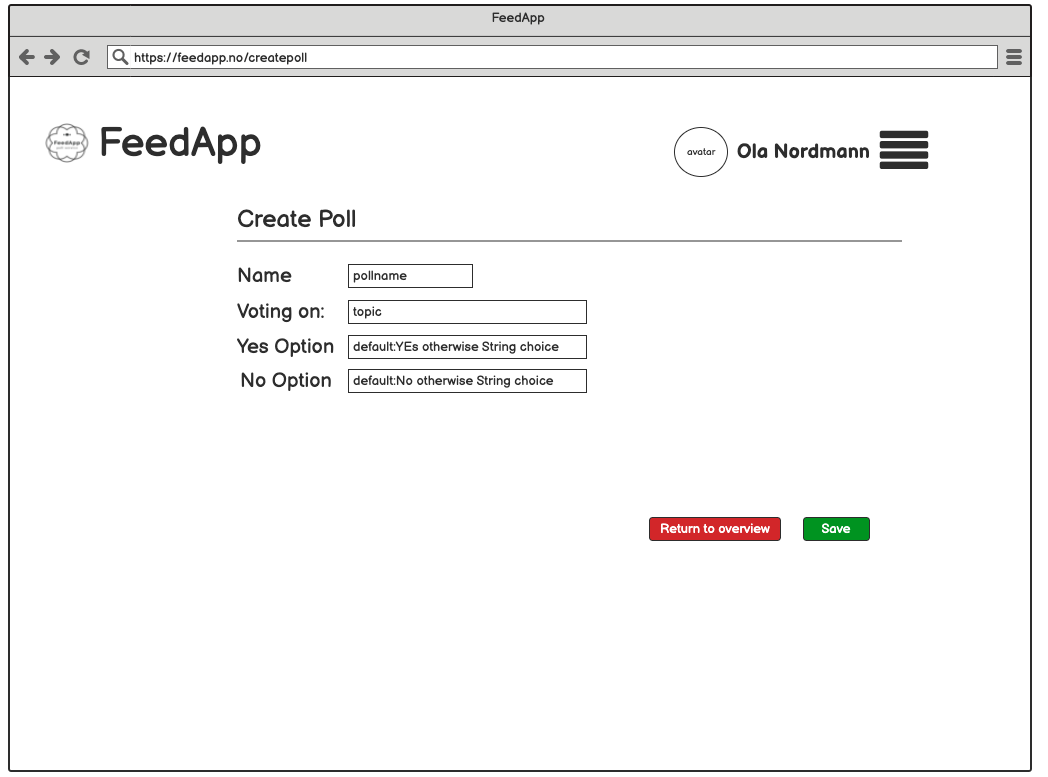 FeedApp
https://feedapp.no/createpoll
FeedApp
FeedApp
avatar
Ola Nordmann
Create Poll
Name
pollname
Voting on:
topic
Yes Option
default:YEs otherwise String choice
No Option
default:No otherwise String choice
Return to overview
Save